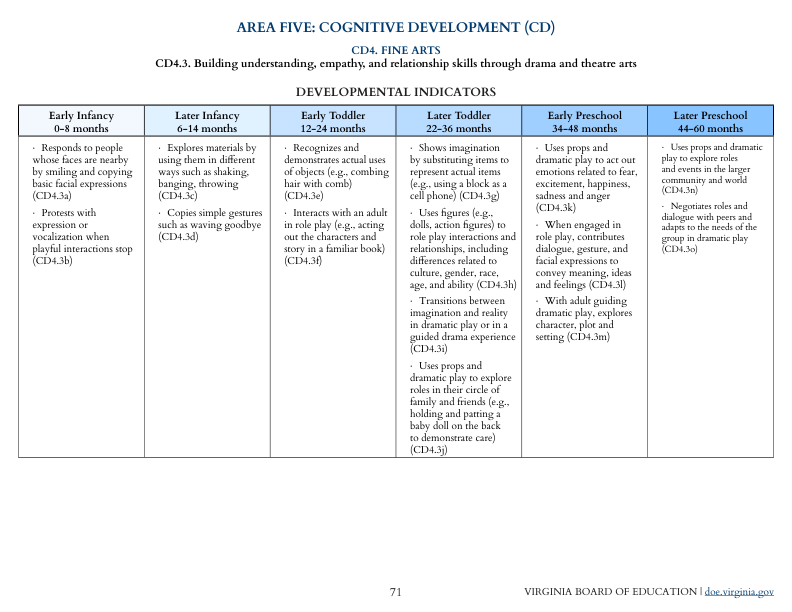 AREA FIVE: COGNITIVE DEVELOPMENT (CD)
CD4. FINE ARTS
CD4.3. Building understanding, empathy, and relationship skills through drama and theatre arts
DEVELOPMENTAL INDICATORS
Early Infancy
0–8 months
· Responds to people
whose faces are nearby
by smiling and copying
basic facial expressions
(CD4.3a)
· Protests with
expression or
vocalization when
playful interactions stop
(CD4.3b)
Later Infancy
6–14 months
· Explores materials by
using them in different
ways such as shaking,
banging, throwing
(CD4.3c)
· Copies simple gestures
such as waving goodbye
(CD4.3d)
Early Toddler
12–24 months
· Recognizes and
demonstrates actual uses
of objects (e.g., combing
hair with comb)
(CD4.3e)
· Interacts with an adult
in role play (e.g., acting
out the characters and
story in a familiar book)
(CD4.3f)
Later Toddler
22–36 months
· Shows imagination
by substituting items to
represent actual items
(e.g., using a block as a
cell phone) (CD4.3g)
· Uses figures (e.g.,
dolls, action figures) to
role play interactions and
relationships, including
differences related to
culture, gender, race,
age, and ability (CD4.3h)
· Transitions between
imagination and reality
in dramatic play or in a
guided drama experience
(CD4.3i)
· Uses props and
dramatic play to explore
roles in their circle of
family and friends (e.g.,
holding and patting a
baby doll on the back
to demonstrate care)
(CD4.3j)
Early Preschool
34–48 months
· Uses props and
dramatic play to act out
emotions related to fear,
excitement, happiness,
sadness and anger
(CD4.3k)
· When engaged in
role play, contributes
dialogue, gesture, and
facial expressions to
convey meaning, ideas
and feelings (CD4.3l)
· With adult guiding
dramatic play, explores
character, plot and
setting (CD4.3m)
Later Preschool
44–60 months
· Uses props and dramatic
play to explore roles
and events in the larger
community and world
(CD4.3n)
· Negotiates roles and
dialogue with peers and
adapts to the needs of the
group in dramatic play
(CD4.3o)
71
VIRGINIA BOARD OF EDUCATION | doe.virginia.gov